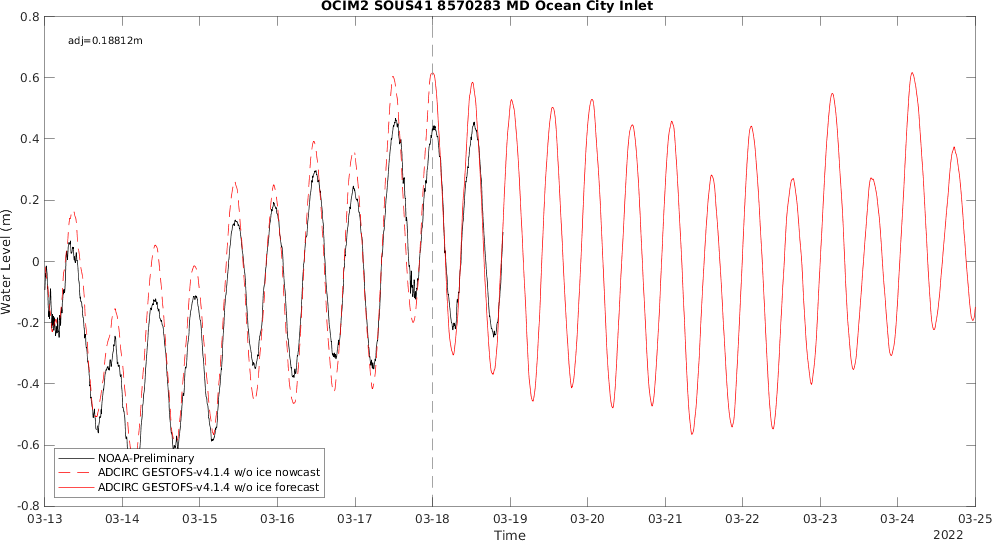 OCIM2 SOUS41 8570283 MD Ocean City Inlet
adj=0.18812m
0.8
0.6
0.4
0.2
0
-0.2
-0.4
-0.6
-0.8
Water Level (m)
NOAA-Preliminary
ADCIRC GESTOFS-v4.1.4 w/o ice nowcast
ADCIRC GESTOFS-v4.1.4 w/o ice forecast
03-13 03-14 03-15 03-16 03-17 03-18 03-19 03-20 03-21 03-22 03-23 03-24 03-25
Time
2022